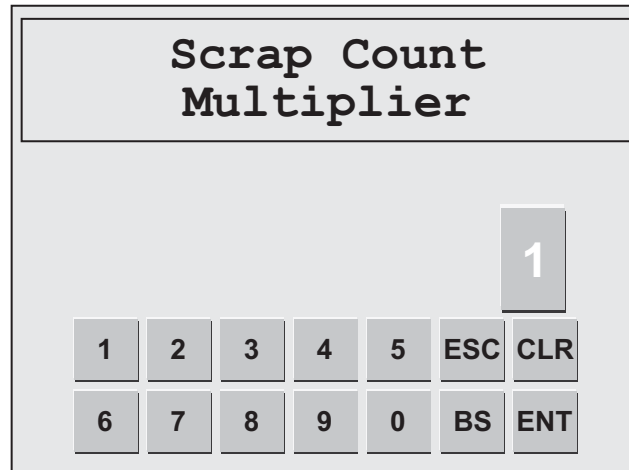 Scrap Count
Multiplier
1
1 2 3 4 5 ESC CLR
6 7 8 9 0 BS ENT